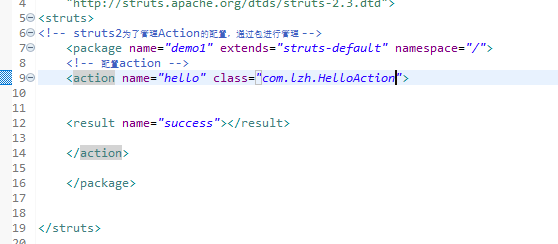 4 "http://struts.apache.org/dtds/struts-2.3.dtd">
5 <struts>
6 <!-- struts2为了管理Action的配置，通过包进行管理 -->
7 <package name="demo1" extends="struts-default" namespace="/">
8 <!-- 配置action -->
9 <action name="hello" class="com.lzh.HelloAction">
10
11
12 <result name="success"></result>
13
14 </action>
15
16 </package>
17
18
19 </struts>
20